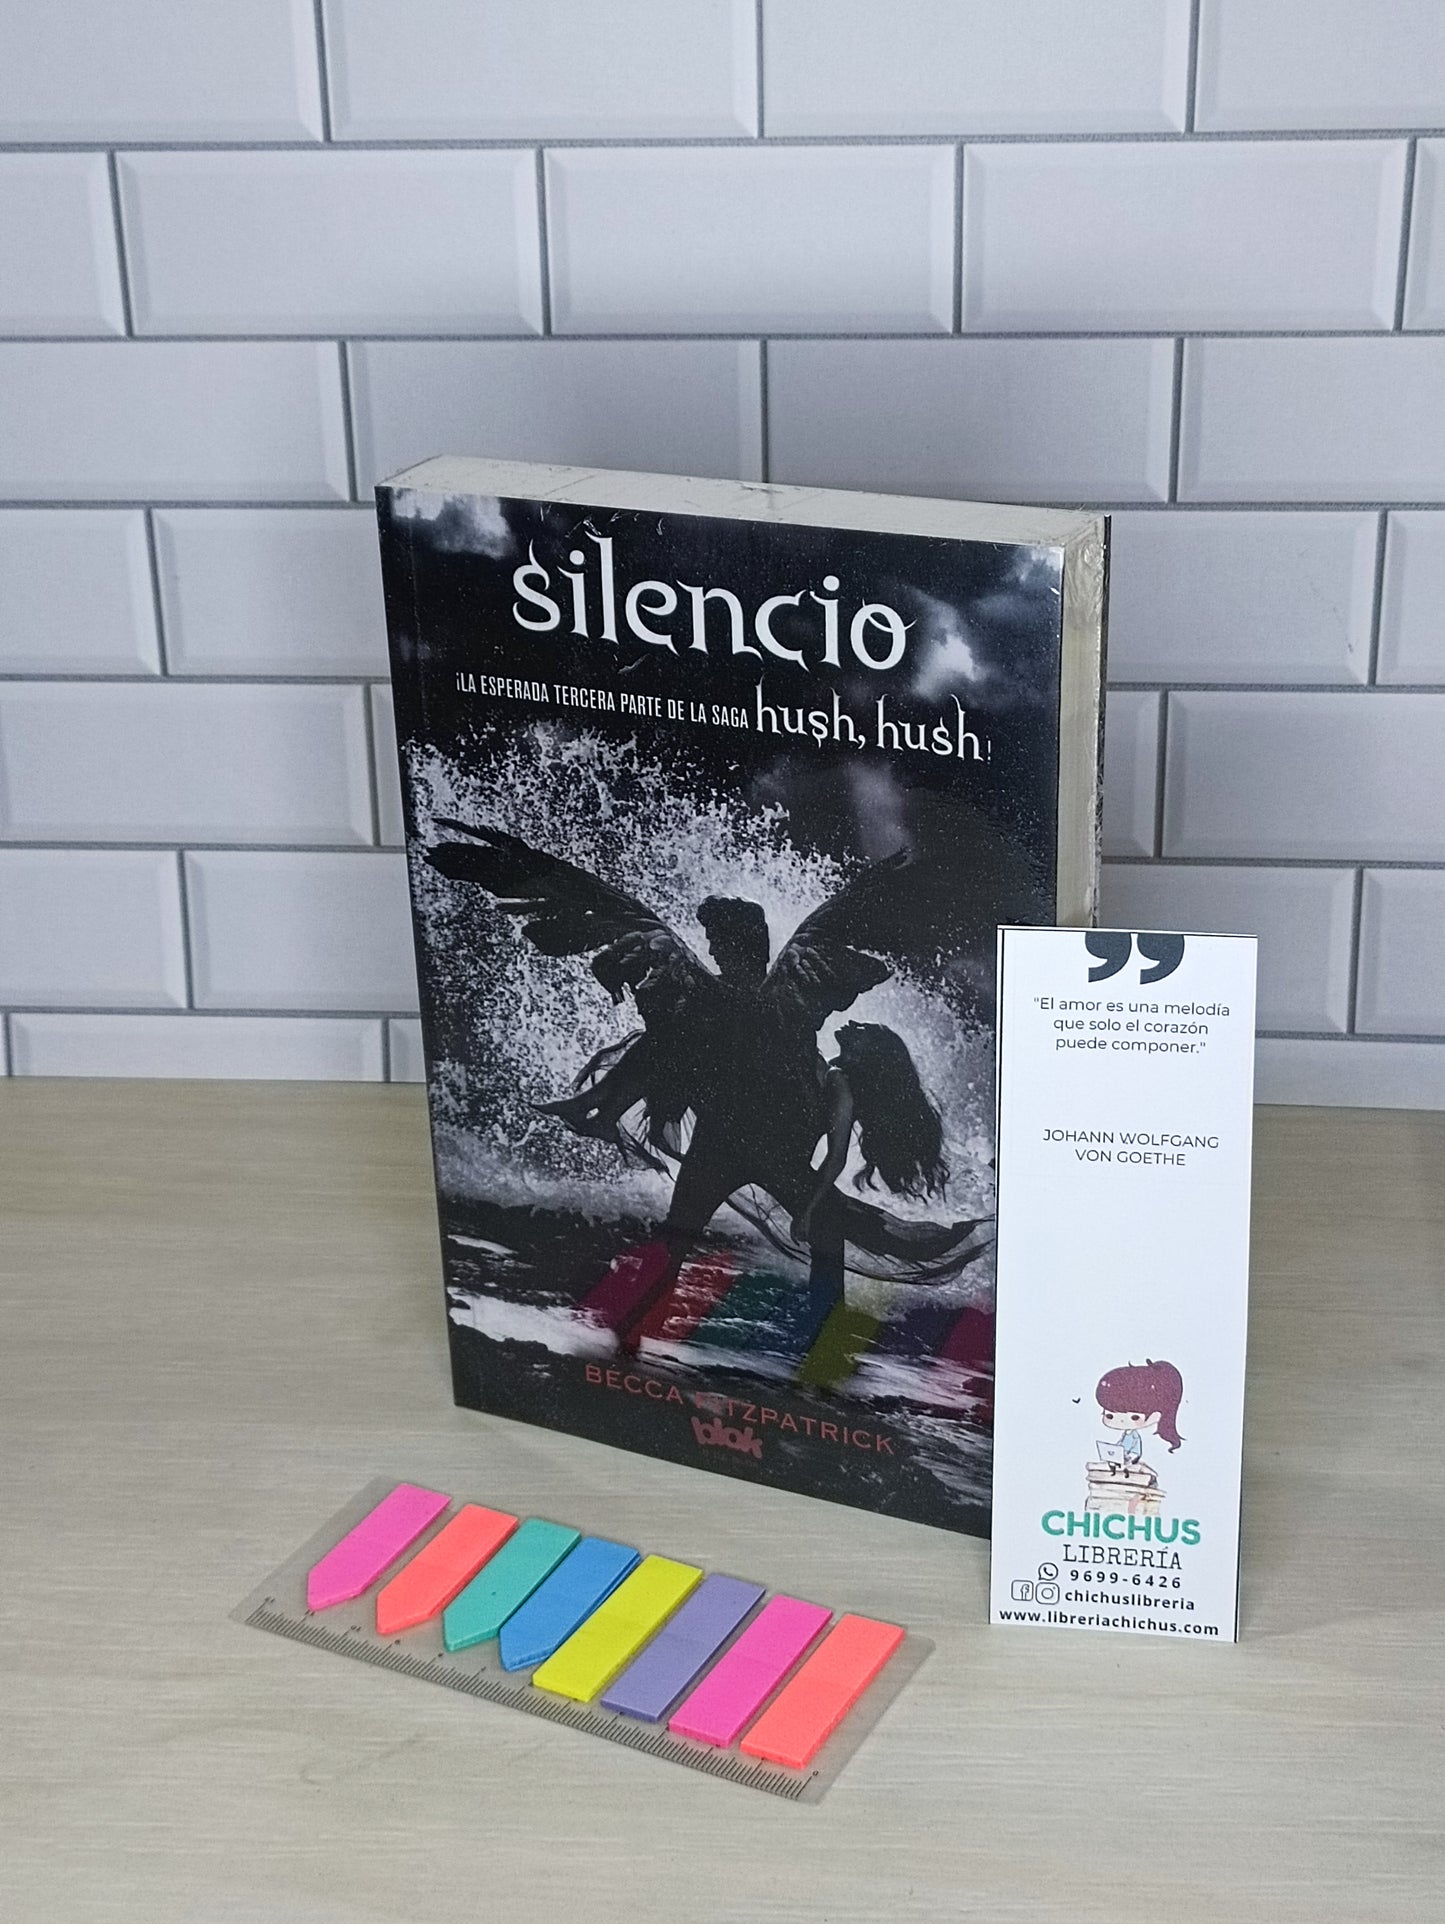 silencio
¡LA ESPERADA TERCERA PARTE DE LA SAGA hush, hush!
BECCA FITZPATRICK
blok
"El amor es una melodía
que solo el corazón
puede componer."
JOHANN WOLFGANG
VON GOETHE
CHICHUS
LIBRERÍA
9699-6426
chichuslibreria
www.libreriachichus.com